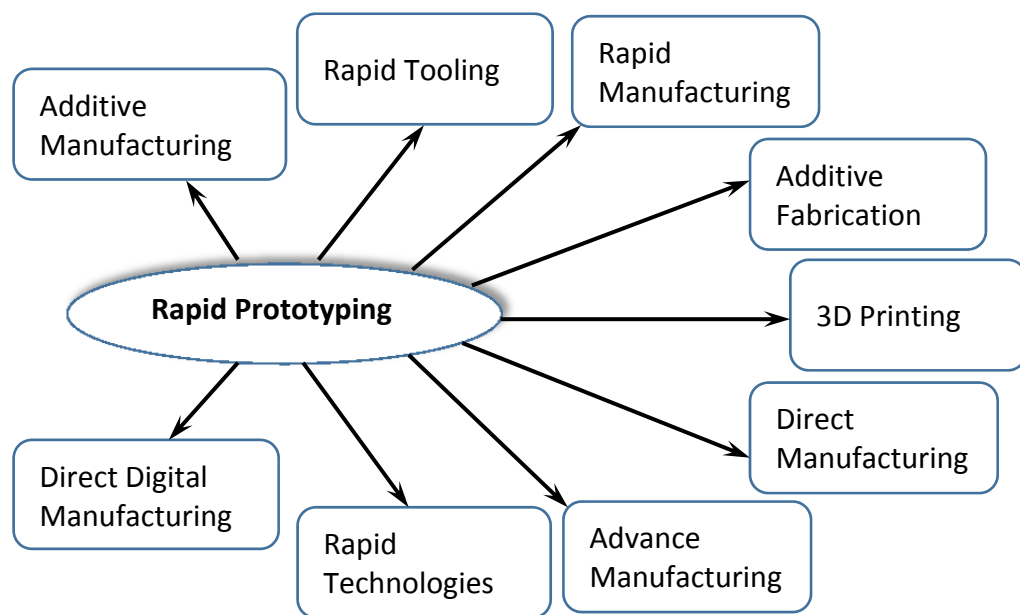 Rapid Tooling
Rapid
Manufacturing
Additive
Manufacturing
Additive
Fabrication
Rapid Prototyping
3D Printing
Direct
Manufacturing
Direct Digital
Manufacturing
Rapid
Technologies
Advance
Manufacturing